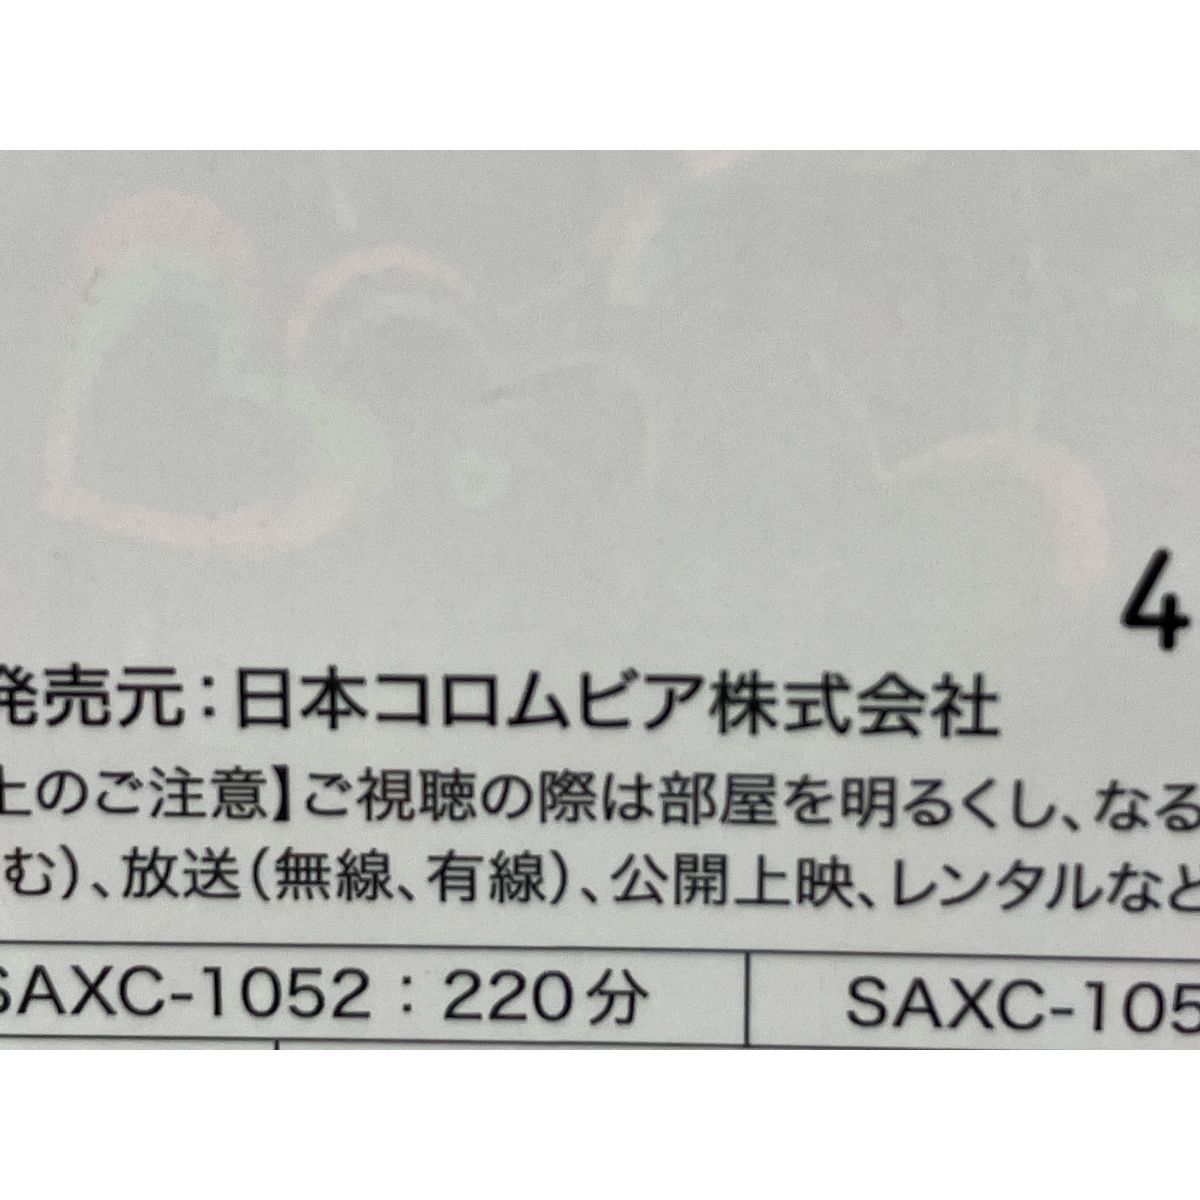 4
発売元：日本コロムビア株式会社
上のご注意】ご視聴の際は部屋を明るくし、なる
む）、放送（無線、有線）、公開上映、レンタルなど
SAXC-1052：220分 SAXC-105